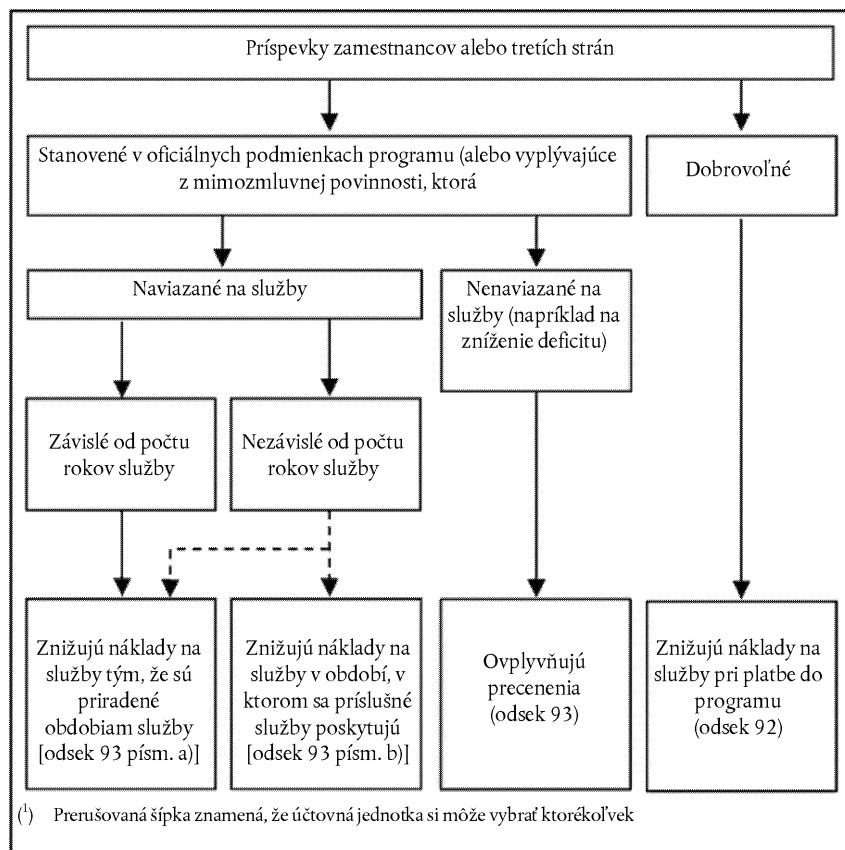 Príspevky zamestnancov alebo tretích strán
Stanovené v oficiálnych podmienkach programu (alebo vyplývajúce
z mimozmluvnej povinnosti, ktorá
Dobrovoľné
Naviazané na služby
Nenaviazané na
služby (napríklad na
zníženie deficitu)
Závislé od počtu
rokov služby
Nezávislé od počtu
rokov služby
Znižujú náklady na
služby tým, že sú
priradené
obdobiam služby
[odsek 93 písm. a)]
Znižujú náklady na
služby v období, v
ktorom sa príslušné
služby poskytujú
[odsek 93 písm. b)]
Ovplyvňujú
precenenia
(odsek 93)
Znižujú náklady na
služby pri platbe do
programu
(odsek 92)
(1) Prerušovaná šípka znamená, že účtovná jednotka si môže vybrať ktorékoľvek